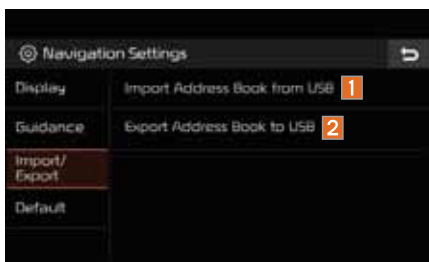 Navigation Settings
Display
Import Address Book from USB 1
Guidance
Export Address Book to USB 2
Import/
Export
Default